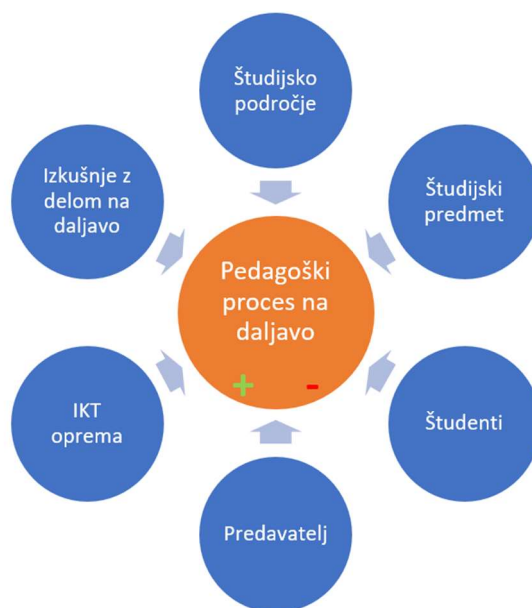 Študijsko
področje
Izkušnje z
delom na
daljavo
Študijski
predmet
Pedagoški
proces na
daljavo
+ -
IKT
oprema
Študenti
Predavatelj